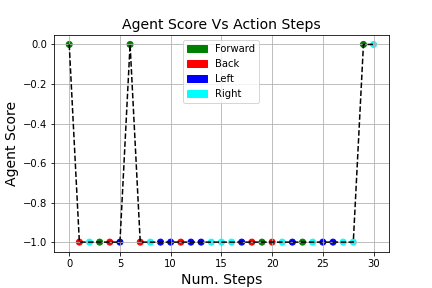 Agent Score Vs Action Steps
Agent Score
0.0
−0.2
−0.4
−0.6
−0.8
−1.0
Forward
Back
Left
Right
0 5 10 15 20 25 30
Num. Steps